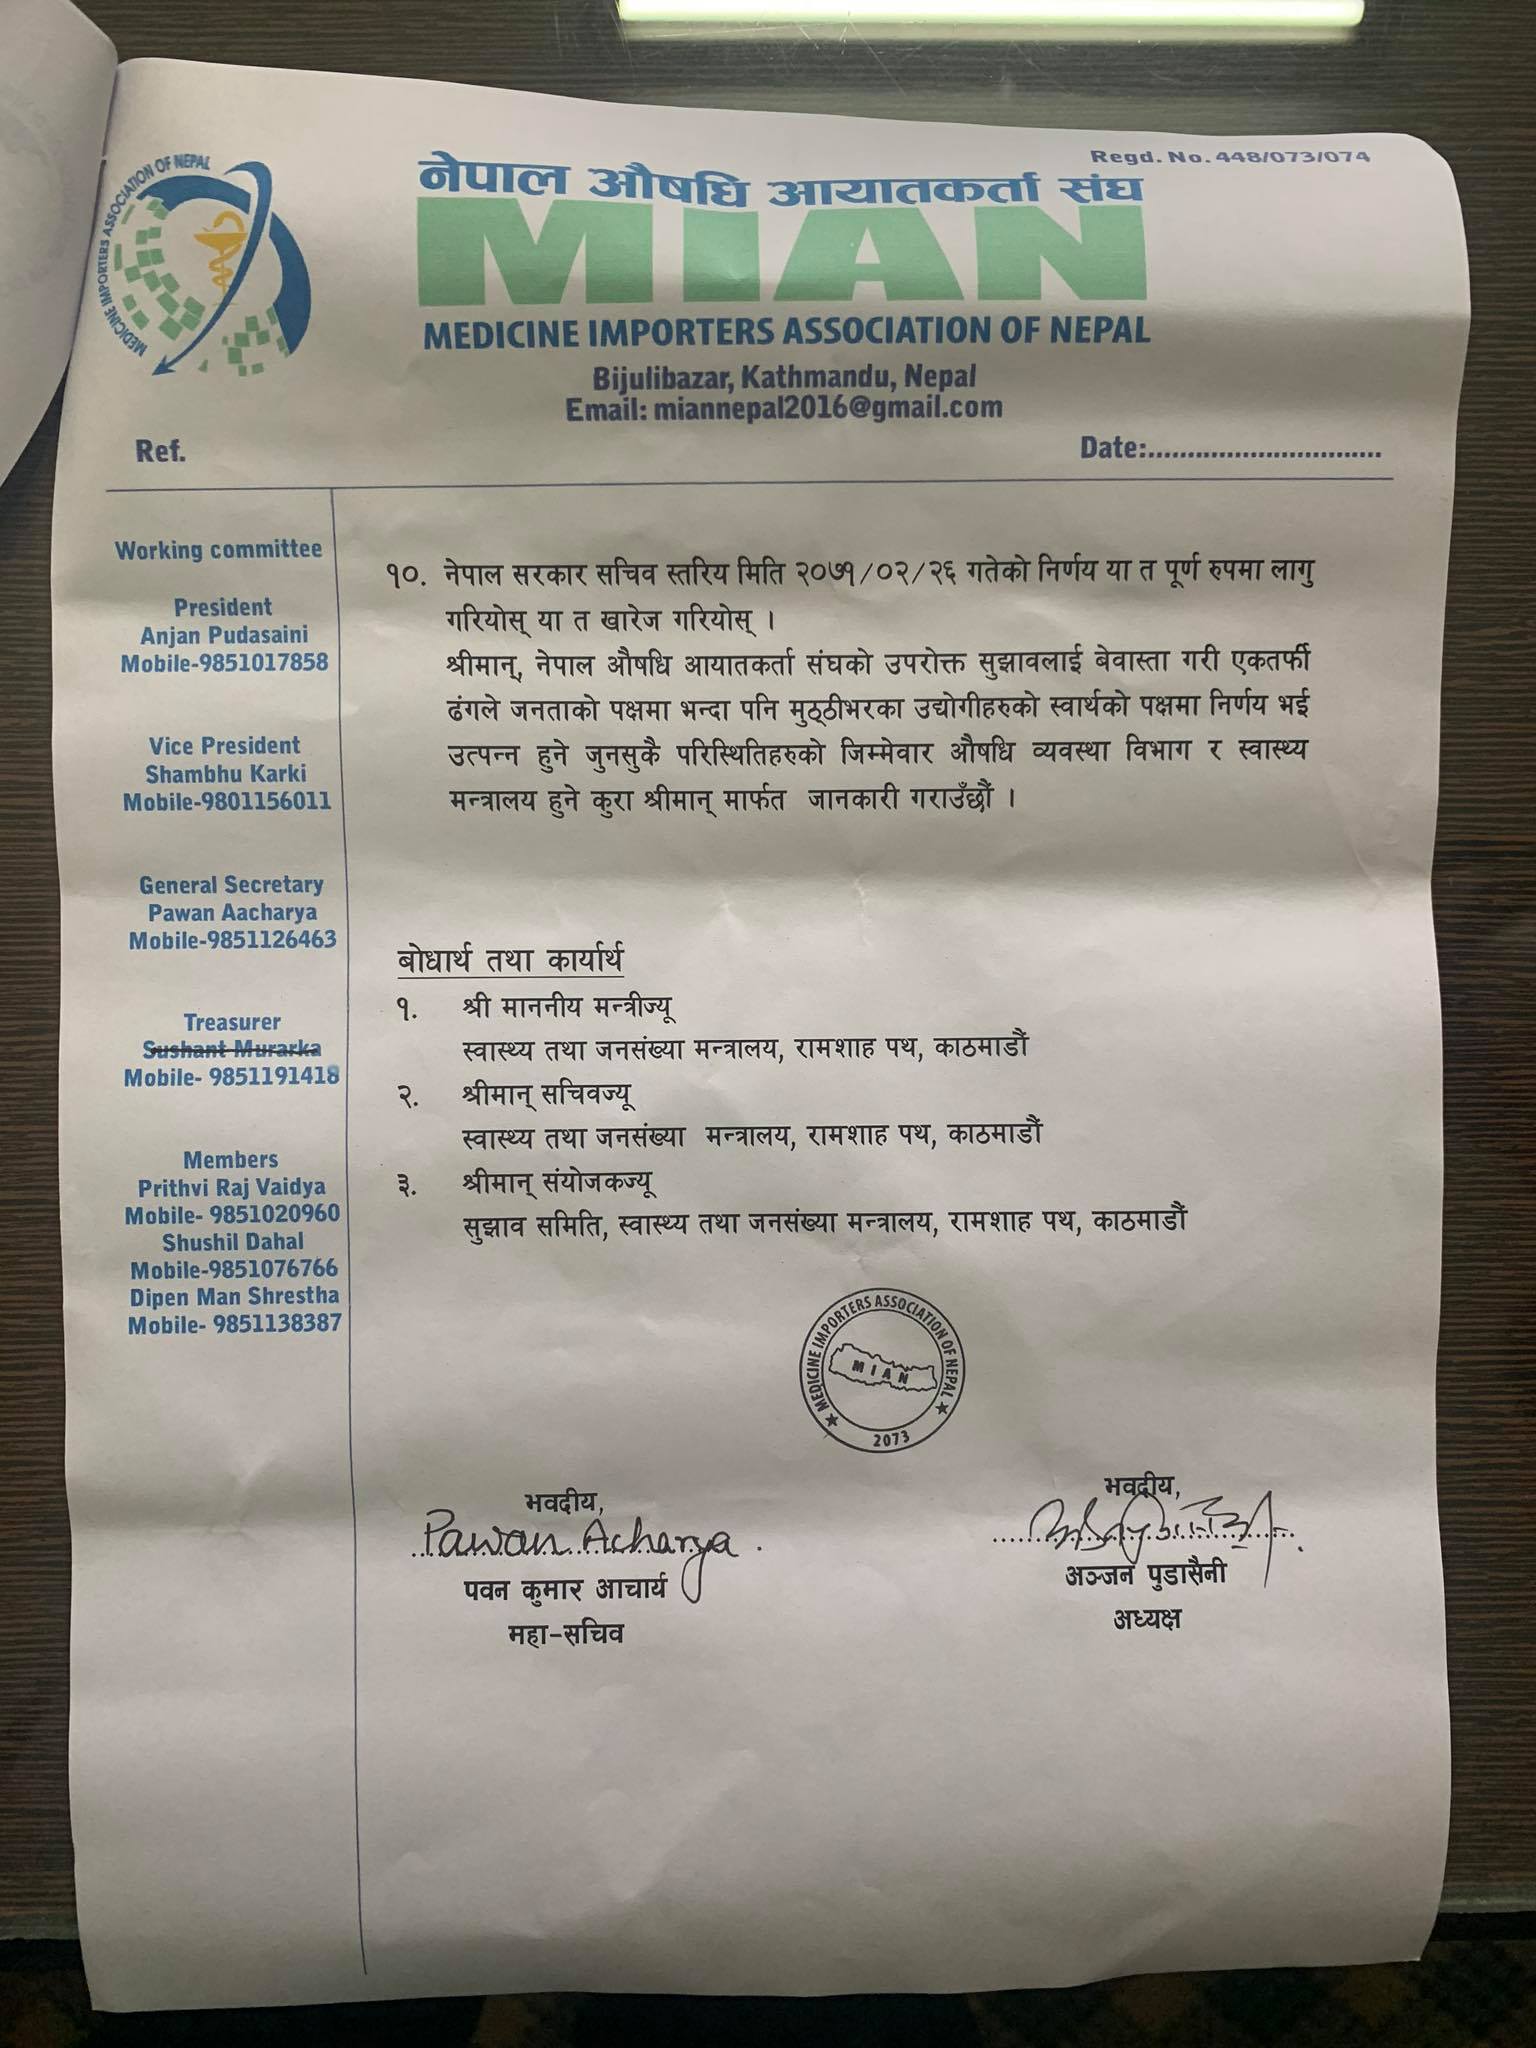 MEDICINE IMPORTERS ASSOCIATION OF NEPAL
Regd. No. 448/073/074
नेपाल औषधि आयातकर्ता संघ
MIAN
MEDICINE IMPORTERS ASSOCIATION OF NEPAL
Bijulibazar, Kathmandu, Nepal
Email: miannepal2016@gmail.com
Ref.
Date:..............................
Working committee
President
Anjan Pudasaini
Mobile-9851017858
Vice President
Shambhu Karki
Mobile-9801156011
General Secretary
Pawan Aacharya
Mobile-9851126463
Treasurer
Sushant Murarka
Mobile- 9851191418
Members
Prithvi Raj Vaidya
Mobile- 9851020960
Shushil Dahal
Mobile-9851076766
Dipen Man Shrestha
Mobile- 9851138387
१०. नेपाल सरकार सचिव स्तरिय मिति २०७१/०२/२६ गतेको निर्णय या त पूर्ण रुपमा लागु
गरियोस् या त खारेज गरियोस् ।
श्रीमान्, नेपाल औषधि आयातकर्ता संघको उपरोक्त सुझावलाई बेवास्ता गरी एकतर्फी
ढंगले जनताको पक्षमा भन्दा पनि मुठ्ठीभरका उद्योगीहरुको स्वार्थको पक्षमा निर्णय भई
उत्पन्न हुने जुनसुकै परिस्थितिहरुको जिम्मेवार औषधि व्यवस्था विभाग र स्वास्थ्य
मन्त्रालय हुने कुरा श्रीमान् मार्फत जानकारी गराउँछौं ।
बोधार्थ तथा कार्यार्थ
१. श्री माननीय मन्त्रीज्यू
स्वास्थ्य तथा जनसंख्या मन्त्रालय, रामशाह पथ, काठमाडौं
२. श्रीमान् सचिवज्यू
स्वास्थ्य तथा जनसंख्या मन्त्रालय, रामशाह पथ, काठमाडौं
३. श्रीमान् संयोजकज्यू
सुझाव समिति, स्वास्थ्य तथा जनसंख्या मन्त्रालय, रामशाह पथ, काठमाडौं
★ MEDICINE IMPORTERS ASSOCIATION OF NEPAL ★
MIAN
2073
भवदीय,
Pawan Acharya
पवन कुमार आचार्य
महा-सचिव
भवदीय,
अञ्जन पुडासैनी
अध्यक्ष